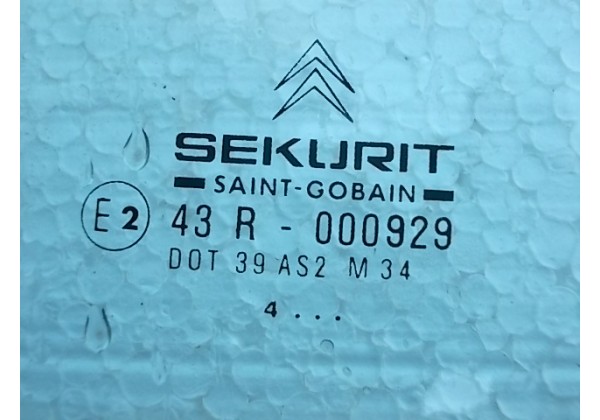 SEKURIT
SAINT-GOBAIN
E2 43 R - 000929
DOT 39 AS2 M 34
4 . . .